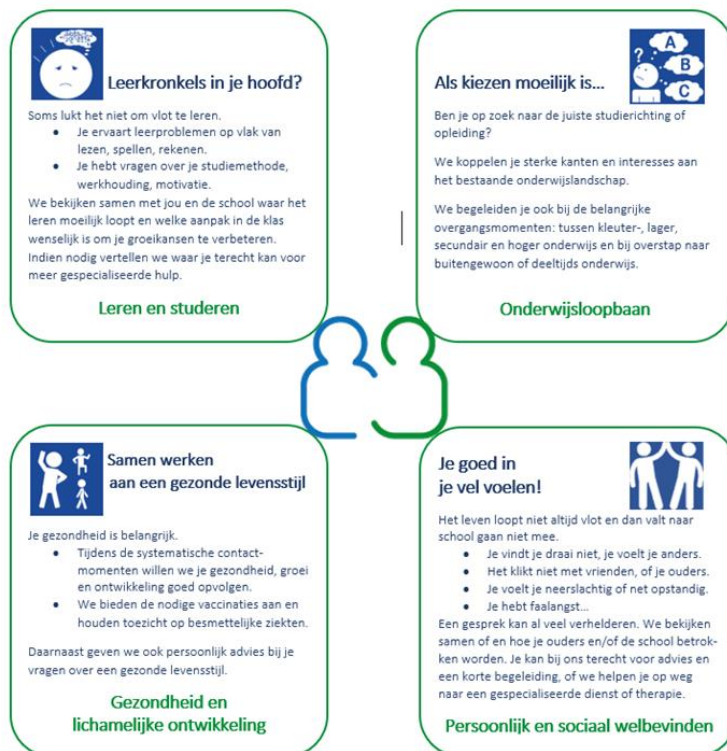 Leerkronkels in je hoofd?
Soms lukt het niet om vlot te leren.
• Je ervaart leerproblemen op vlak van
lezen, spellen, rekenen.
• Je hebt vragen over je studiemethode,
werkhouding, motivatie.
We bekijken samen met jou en de school waar het
leren moeilijk loopt en welke aanpak in de klas
wenselijk is om je groeikansen te verbeteren.
Indien nodig vertellen we waar je terecht kan voor
meer gespecialiseerde hulp.
Leren en studeren
Als kiezen moeilijk is...
A
B
C
?
Ben je op zoek naar de juiste studierichting of
opleiding?
We koppelen je sterke kanten en interesses aan
het bestaande onderwijslandschap.
We begeleiden je ook bij de belangrijke
overgangsmomenten: tussen kleuter-, lager,
secundair en hoger onderwijs en bij overstap naar
buitengewoon of deeltijds onderwijs.
Onderwijsloopbaan
Samen werken
aan een gezonde levensstijl
Je gezondheid is belangrijk.
• Tijdens de systematische contact-
momenten willen we je gezondheid, groei
en ontwikkeling goed opvolgen.
• We bieden de nodige vaccinaties aan en
houden toezicht op besmettelijke ziekten.
Daarnaast geven we ook persoonlijk advies bij je
vragen over een gezonde levensstijl.
Gezondheid en
lichamelijke ontwikkeling
Je goed in
je vel voelen!
Het leven loopt niet altijd vlot en dan valt naar
school gaan niet mee.
• Je vindt je draai niet, je voelt je anders.
• Het klikt niet met vrienden, of je ouders.
• Je voelt je neerslachtig of net opstandig.
• Je hebt faalangst...
Een gesprek kan al veel verhelderen. We bekijken
samen of en hoe je ouders en/of de school betrok-
ken worden. Je kan bij ons terecht voor advies en
een korte begeleiding, of we helpen je op weg
naar een gespecialiseerde dienst of therapie.
Persoonlijk en sociaal welbevinden